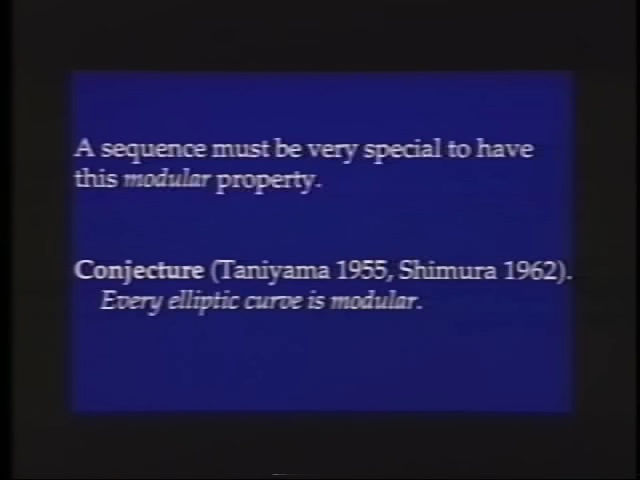 A sequence must be very special to have
this modular property.
Conjecture (Taniyama 1955, Shimura 1962).
Every elliptic curve is modular.